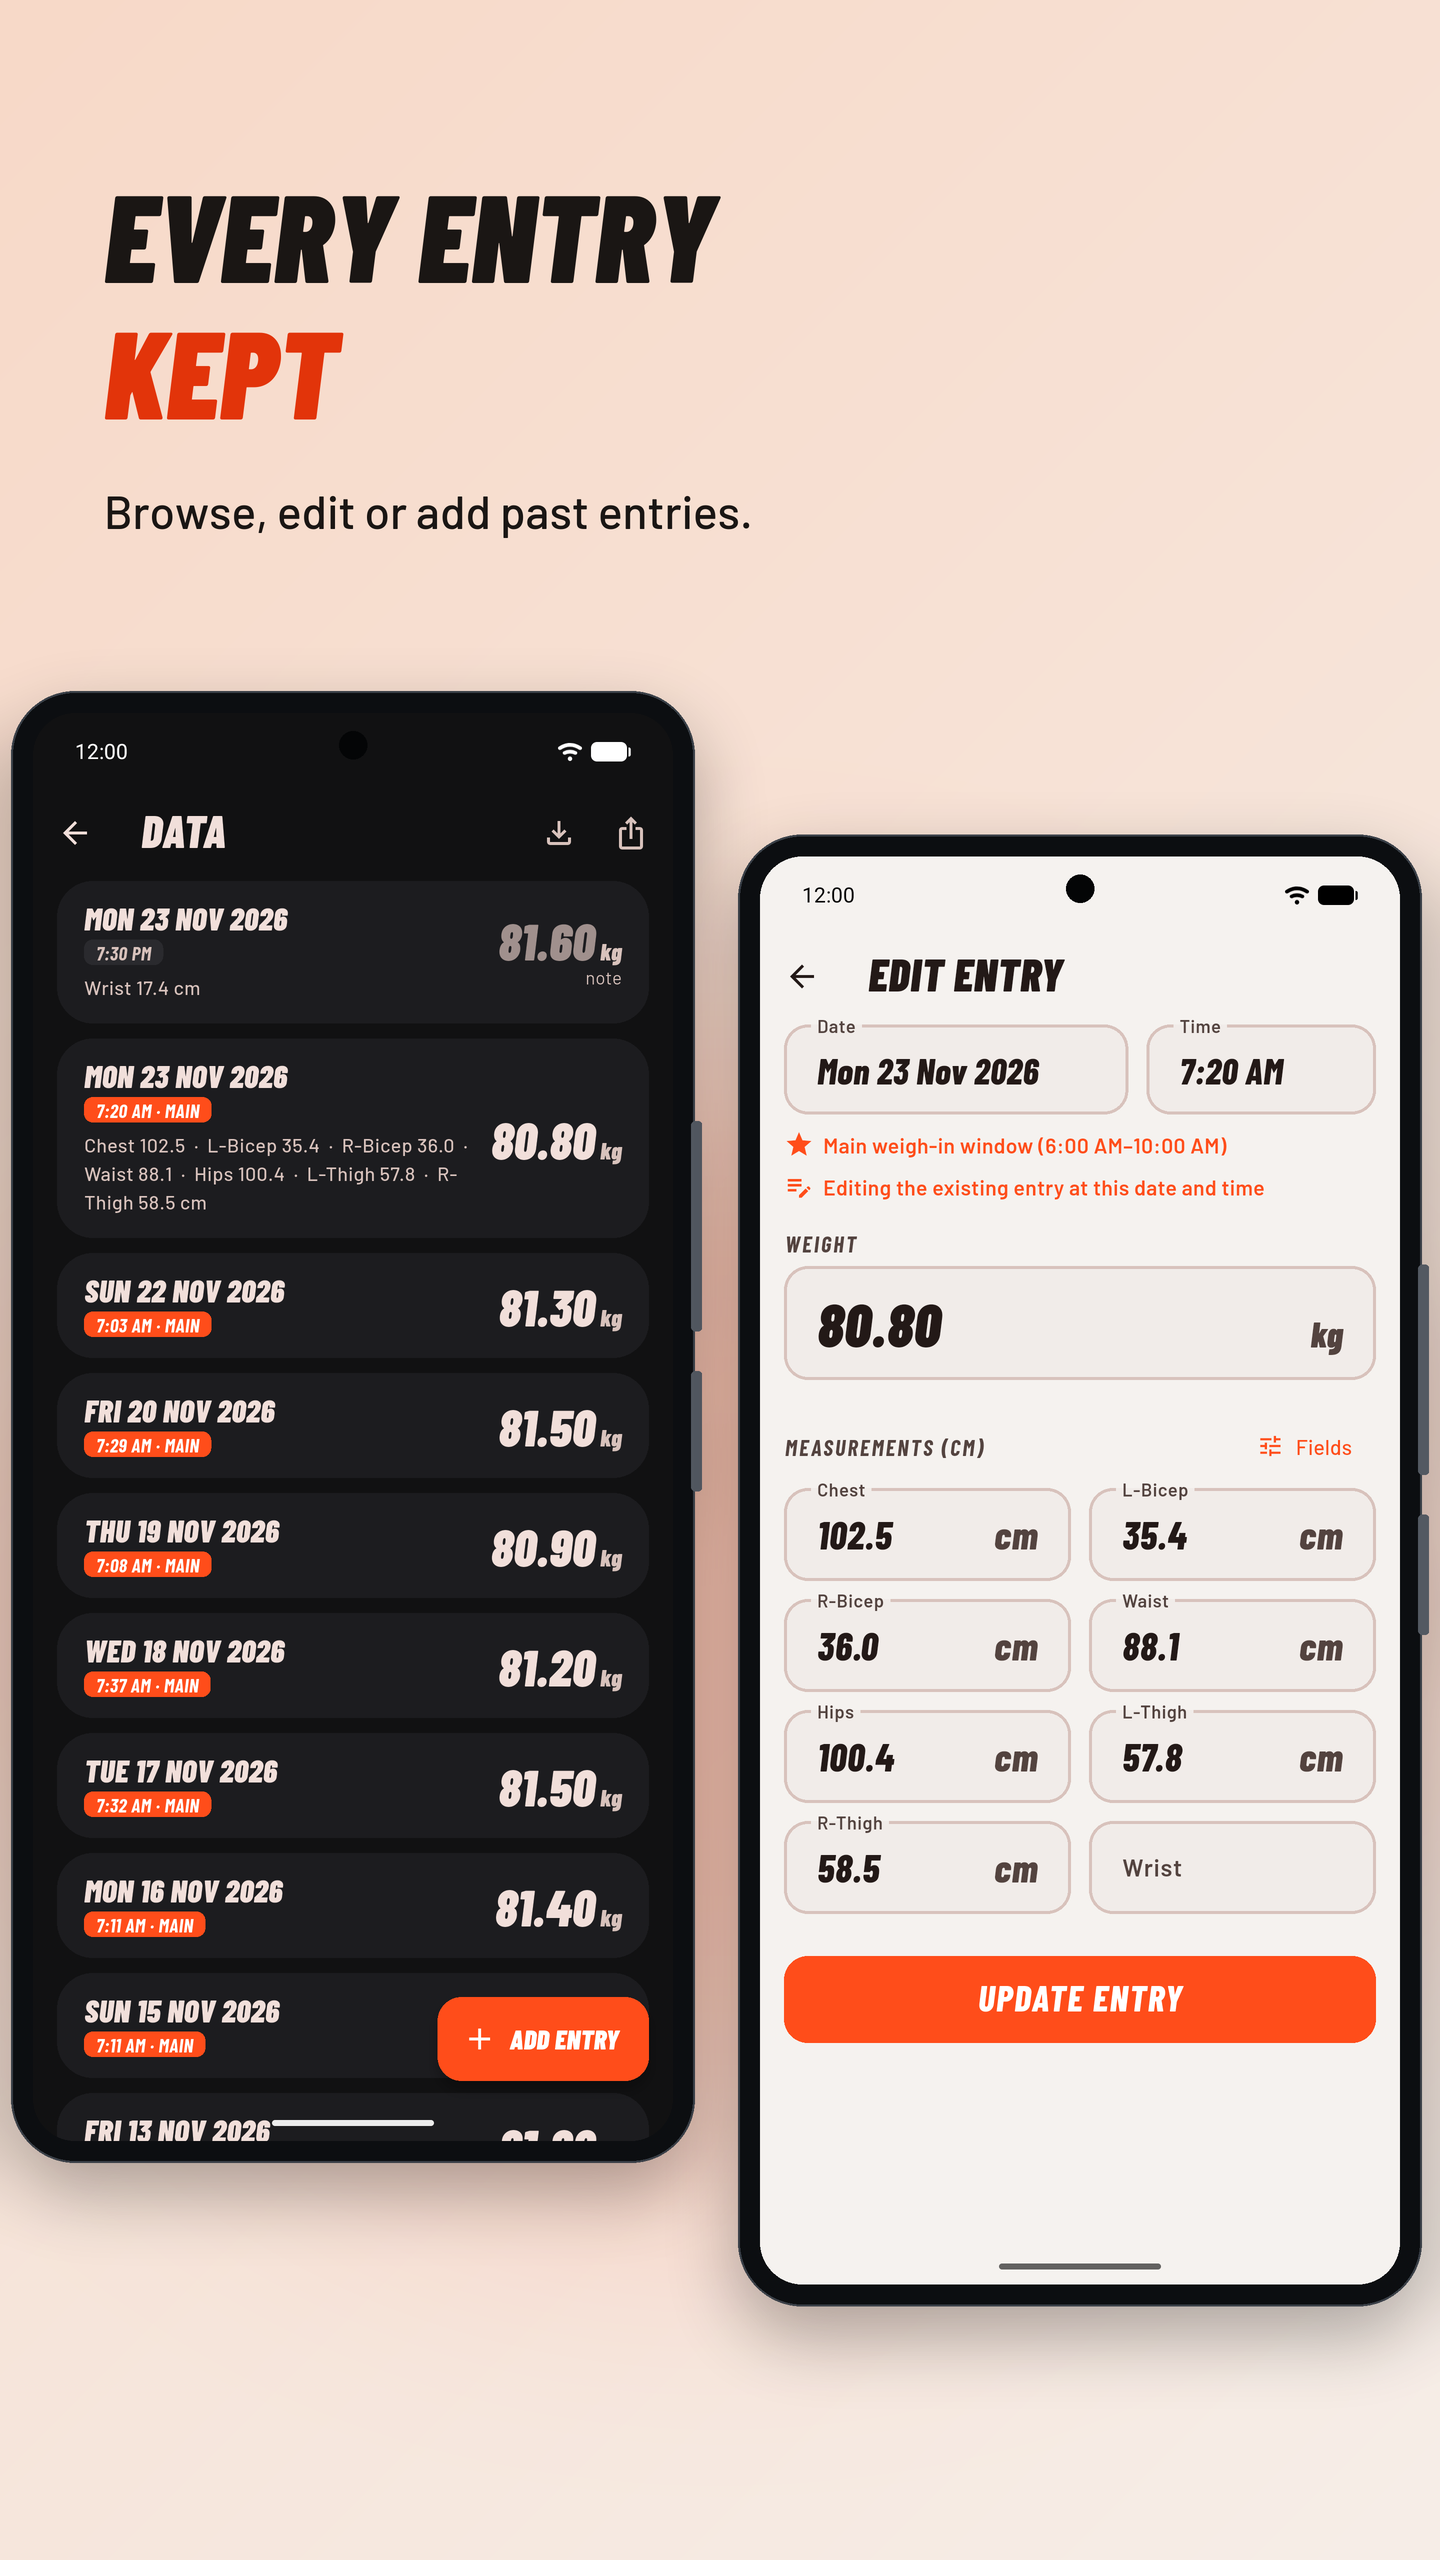 EVERY ENTRY
KEPT
Browse, edit or add past entries.
12:00
DATA
MON 23 NOV 2026
7:30 PM
Wrist 17.4 cm
81.60 kg
note
MON 23 NOV 2026
7:20 AM · MAIN
Chest 102.5 · L-Bicep 35.4 · R-Bicep 36.0 ·
Waist 88.1 · Hips 100.4 · L-Thigh 57.8 · R-
Thigh 58.5 cm
80.80 kg
SUN 22 NOV 2026
7:03 AM · MAIN
81.30 kg
FRI 20 NOV 2026
7:29 AM · MAIN
81.50 kg
THU 19 NOV 2026
7:08 AM · MAIN
80.90 kg
WED 18 NOV 2026
7:37 AM · MAIN
81.20 kg
TUE 17 NOV 2026
7:32 AM · MAIN
81.50 kg
MON 16 NOV 2026
7:11 AM · MAIN
81.40 kg
SUN 15 NOV 2026
7:11 AM · MAIN
ADD ENTRY
FRI 13 NOV 2026
12:00
EDIT ENTRY
Date
Mon 23 Nov 2026
Time
7:20 AM
Main weigh-in window (6:00 AM–10:00 AM)
Editing the existing entry at this date and time
WEIGHT
80.80 kg
MEASUREMENTS (CM)
Fields
Chest
102.5 cm
L-Bicep
35.4 cm
R-Bicep
36.0 cm
Waist
88.1 cm
Hips
100.4 cm
L-Thigh
57.8 cm
R-Thigh
58.5 cm
Wrist
UPDATE ENTRY